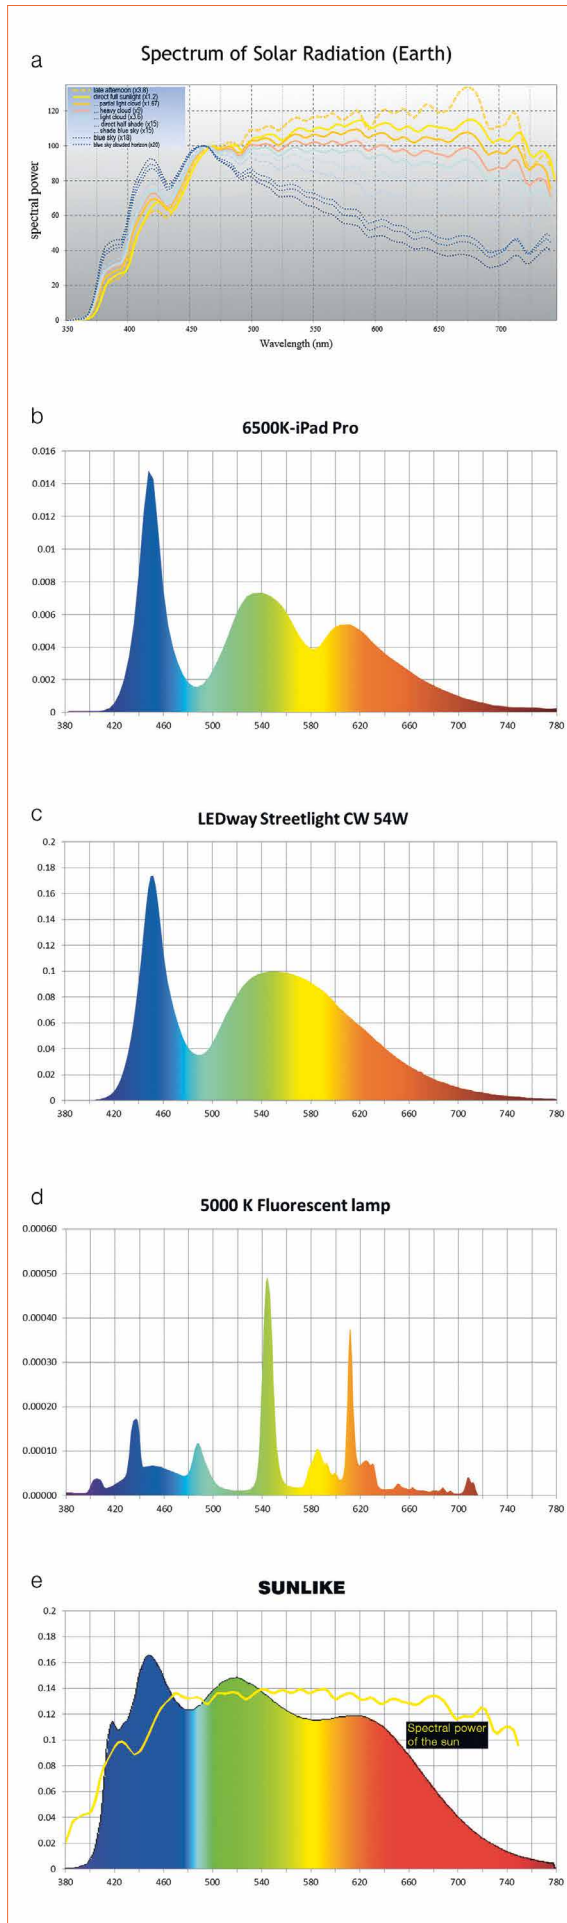 a
Spectrum of Solar Radiation (Earth)
late afternoon (x3.8)
direct full sunlight (x1.2)
... partial light cloud (x1.67)
... heavy cloud (x9)
... light cloud (x3.6)
... direct half shade (x15)
... shade blue sky (x15)
blue sky (x18)
blue sky clouded horizon (x20)
120
100
80
60
40
20
0
spectral power
350 400 450 500 550 600 650 700
Wavelength (nm)
b
6500K-iPad Pro
0.016
0.014
0.012
0.01
0.008
0.006
0.004
0.002
0
380 420 460 500 540 580 620 660 700 740 780
c
LEDway Streetlight CW 54W
0.2
0.18
0.16
0.14
0.12
0.1
0.08
0.06
0.04
0.02
0
380 420 460 500 540 580 620 660 700 740 780
d
5000 K Fluorescent lamp
0.00060
0.00050
0.00040
0.00030
0.00020
0.00010
0.00000
380 420 460 500 540 580 620 660 700 740 780
e
SUNLIKE
0.2
0.18
0.16
0.14
0.12
0.1
0.08
0.06
0.04
0.02
0
Spectral power
of the sun
380 420 460 500 540 580 620 660 700 740 780